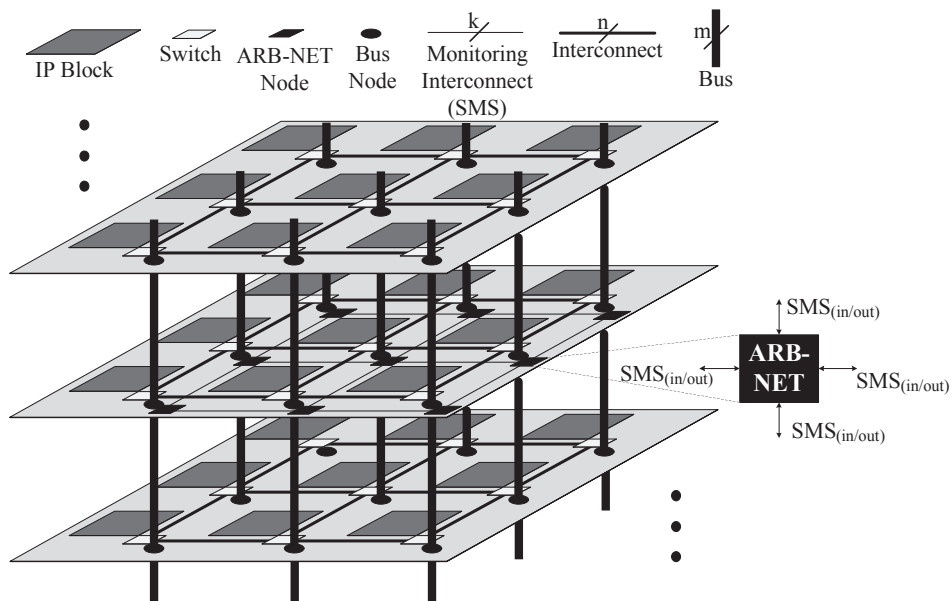 IP Block
Switch
ARB-NET
Node
Bus
Node
k
Monitoring
Interconnect
(SMS)
n
Interconnect
m
Bus
SMS(in/out)
ARB-
NET
SMS(in/out)
SMS(in/out)
SMS(in/out)